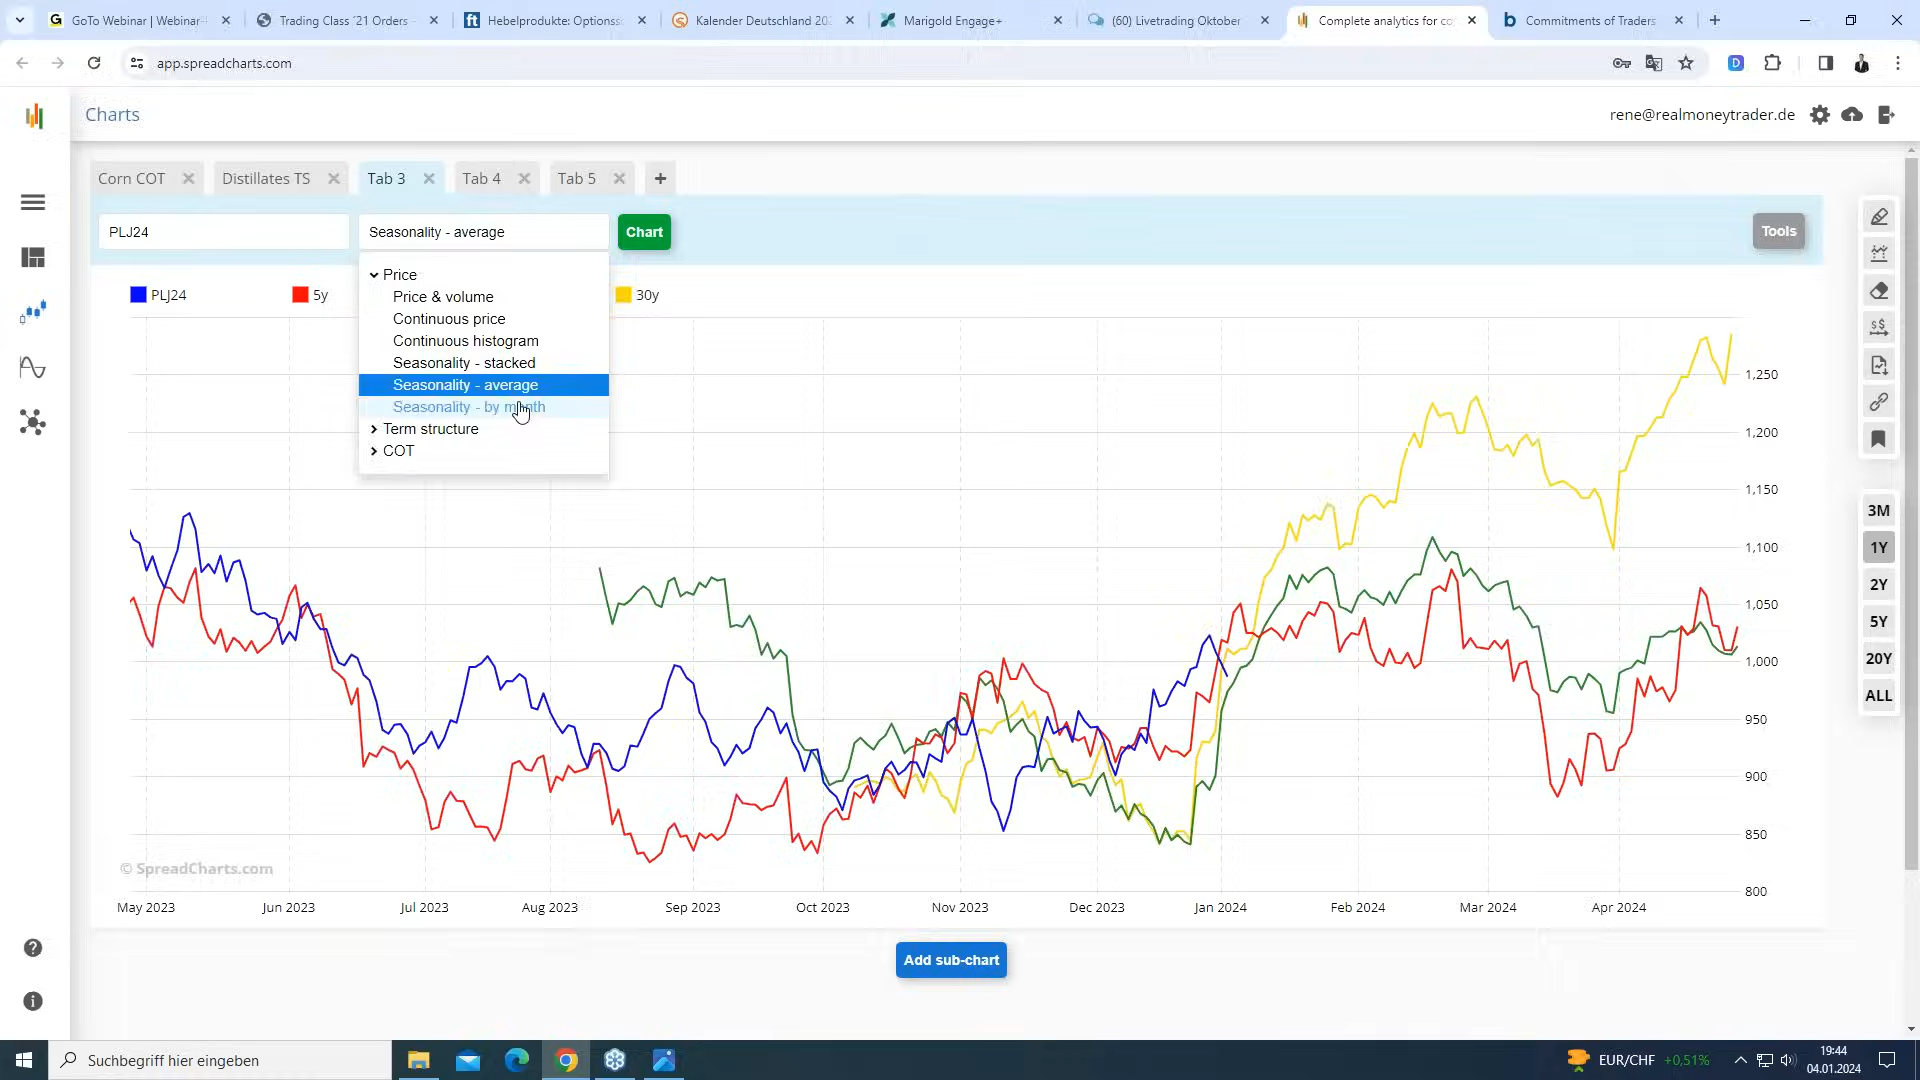 GoTo Webinar | Webinar-
Trading Class ´21 Orders -
Hebelprodukte: Optionssc
Kalender Deutschland 202
Marigold Engage+
(60) Livetrading Oktober
Complete analytics for co
Commitments of Traders
app.spreadcharts.com
Charts
rene@realmoneytrader.de
Corn COT
Distillates TS
Tab 3
Tab 4
Tab 5
PLJ24
Seasonality - average
Chart
Tools
Price
Price & volume
Continuous price
Continuous histogram
Seasonality - stacked
Seasonality - average
Seasonality - by month
Term structure
COT
PLJ24
5y
30y
1,250
1,200
1,150
1,100
1,050
1,000
950
900
850
800
3M
1Y
2Y
5Y
20Y
ALL
© SpreadCharts.com
May 2023
Jun 2023
Jul 2023
Aug 2023
Sep 2023
Oct 2023
Nov 2023
Dec 2023
Jan 2024
Feb 2024
Mar 2024
Apr 2024
Add sub-chart
Suchbegriff hier eingeben
EUR/CHF +0,51%
19:44
04.01.2024